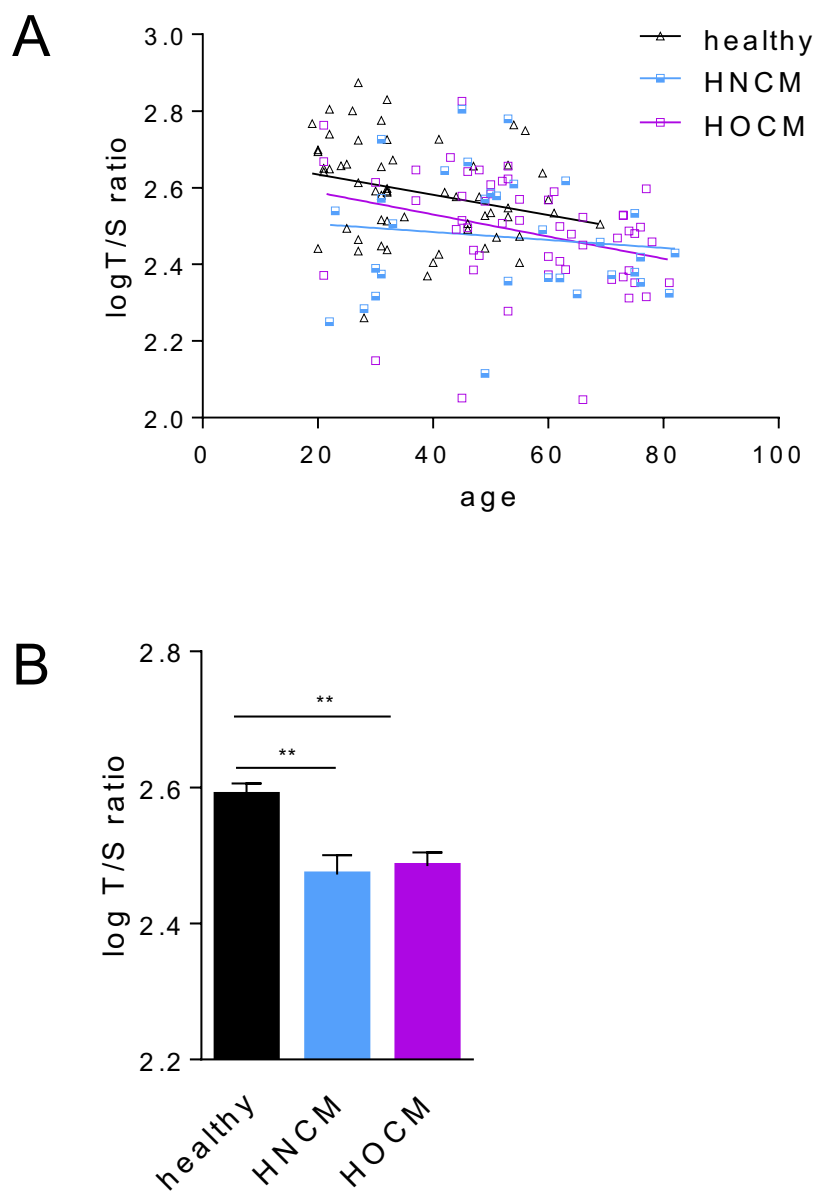 A
3.0
2.8
2.6
2.4
2.2
2.0
logT/S ratio
0 20 40 60 80 100
age
healthy
HNCM
HOCM
B
2.8
2.6
2.4
2.2
log T/S ratio
**
**
healthy
HNCM
HOCM